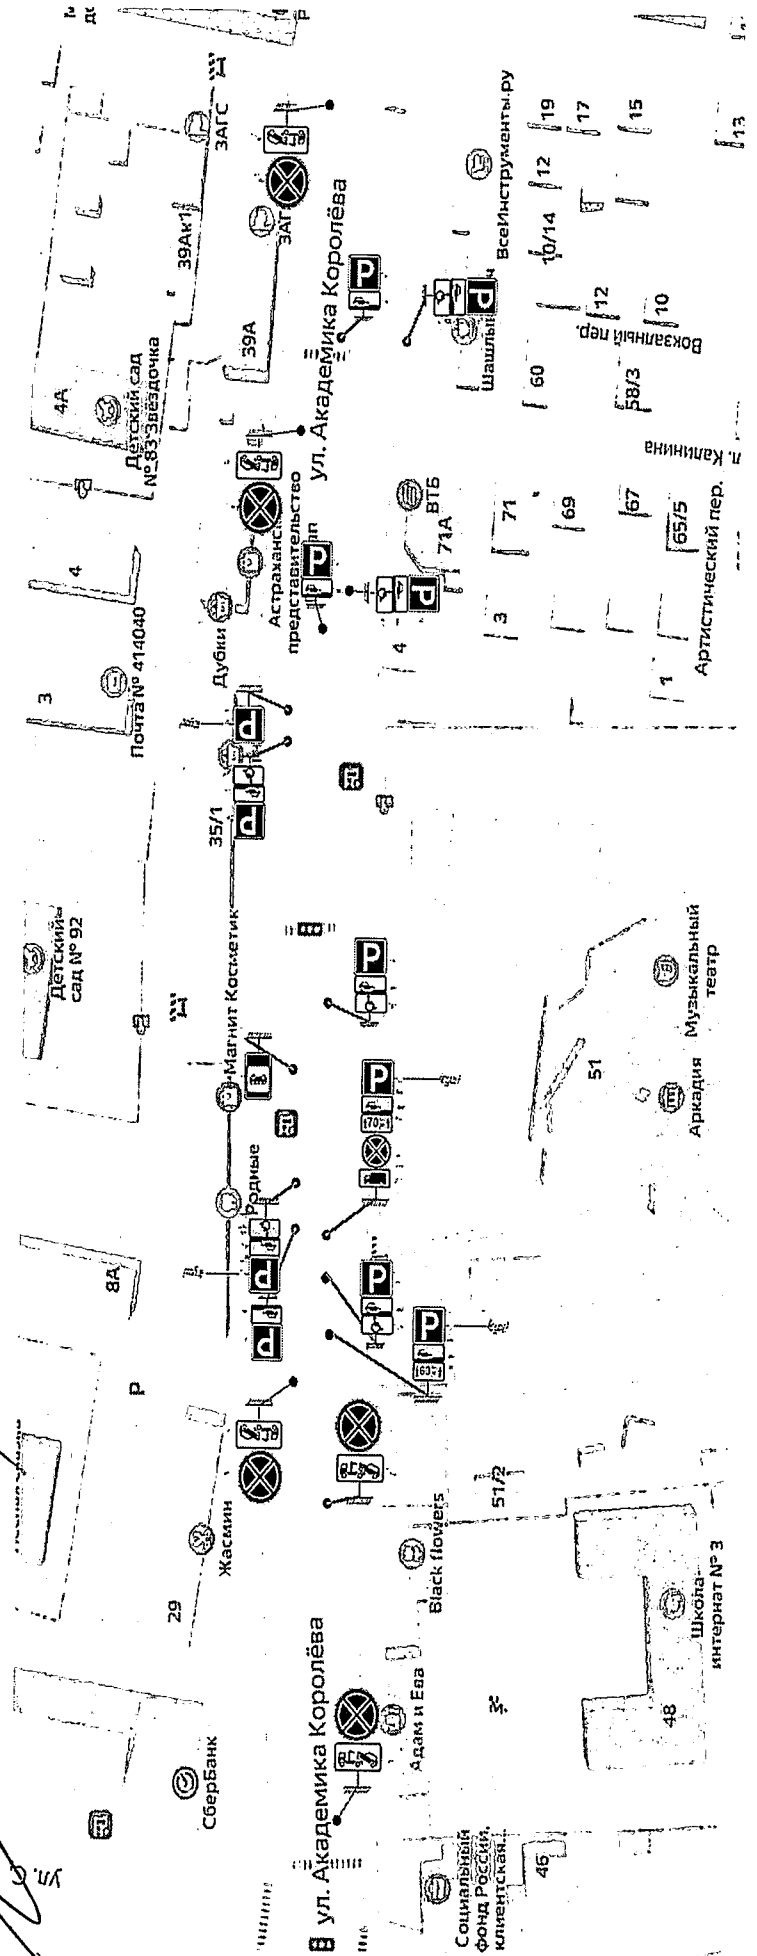 ул.
СберБанк
29
Жасмин
Р
8А
Родные
Магнит Косметик
Детский
сад № 92
35/1
3
Почта № 414040
4
Дубки
4А
Детский сад
№ 83 Звёздочка
39А
39Ак1
ЗАГС
ЗАГ
ул. Академика Королёва
ул. Академика Королёва
Астраханс
представительство
P
P
P
P
P
P
P
P
P
P
P
P
Социальный
фонд России,
клиентская...
46
Адам и Ева
Black flowers
51/2
48
Школа-
интернат № 3
51
Аркадия
Музыкальный
театр
4
71А
ВТБ
3
71
69
67
65/5
1
Артистический пер.
л. Калинина
60
58/3
Вокзальный пер.
12
10
10/14
12
Шашлы
ВсеИнструменты.ру
19
17
15
13